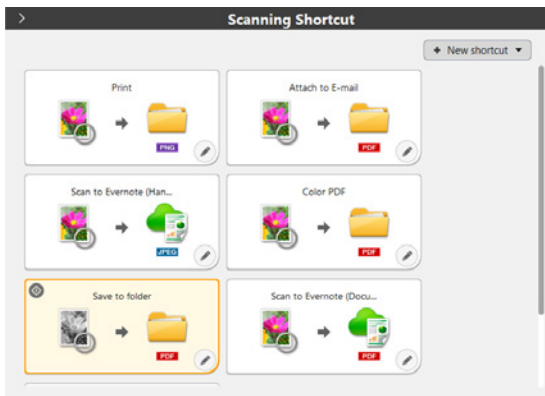 Scanning Shortcut
+ New shortcut
Print
PNG
Attach to E-mail
PDF
Scan to Evernote (Han...
JPEG
Color PDF
PDF
Save to folder
PDF
Scan to Evernote (Docu...
PDF